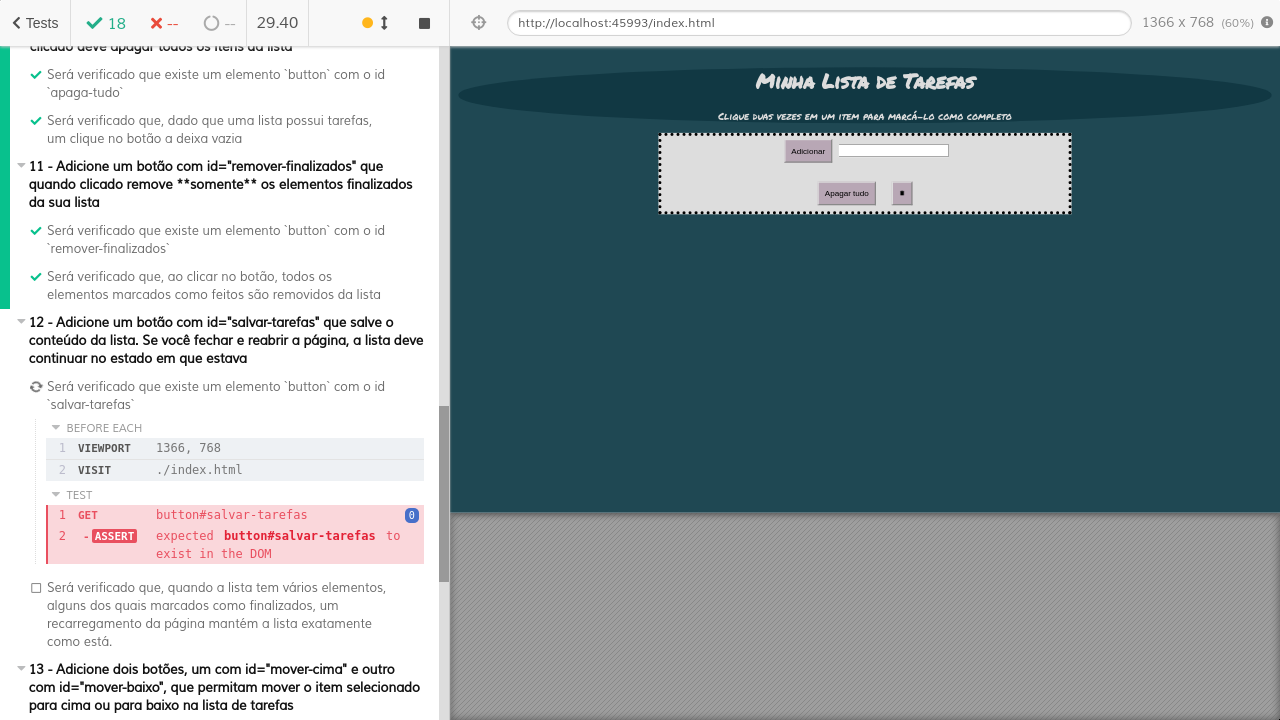 Tests
18
--
--
29.40
http://localhost:45993/index.html
1366 x 768 (60%)
clicado deve apagar todos os itens da lista
Será verificado que existe um elemento `button` com o id
`apaga-tudo`
Será verificado que, dado que uma lista possui tarefas,
um clique no botão a deixa vazia
11 - Adicione um botão com id="remover-finalizados" que
quando clicado remove **somente** os elementos finalizados
da sua lista
Será verificado que existe um elemento `button` com o id
`remover-finalizados`
Será verificado que, ao clicar no botão, todos os
elementos marcados como feitos são removidos da lista
12 - Adicione um botão com id="salvar-tarefas" que salve o
conteúdo da lista. Se você fechar e reabrir a página, a lista deve
continuar no estado em que estava
Será verificado que existe um elemento `button` com o id
`salvar-tarefas`
BEFORE EACH
1 VIEWPORT 1366, 768
2 VISIT ./index.html
TEST
1 GET button#salvar-tarefas 0
2 -ASSERT expected button#salvar-tarefas to
exist in the DOM
Será verificado que, quando a lista tem vários elementos,
alguns dos quais marcados como finalizados, um
recarregamento da página mantém a lista exatamente
como está.
13 - Adicione dois botões, um com id="mover-cima" e outro
com id="mover-baixo", que permitam mover o item selecionado
para cima ou para baixo na lista de tarefas
Minha Lista de Tarefas
Clique duas vezes em um item para marcá-lo como completo
Adicionar
Apagar tudo